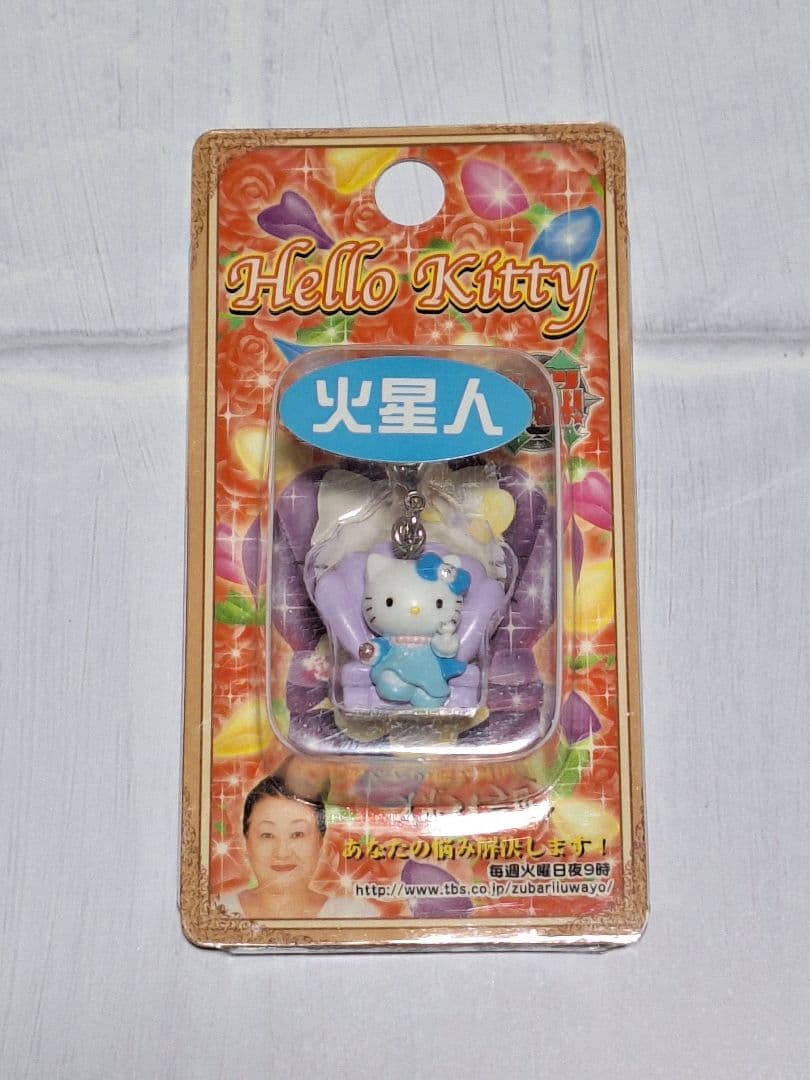 Hello Kitty
火星人
あなたの悩み解決します！
毎週火曜日夜9時
http://www.tbs.co.jp/zubariiuwayo/